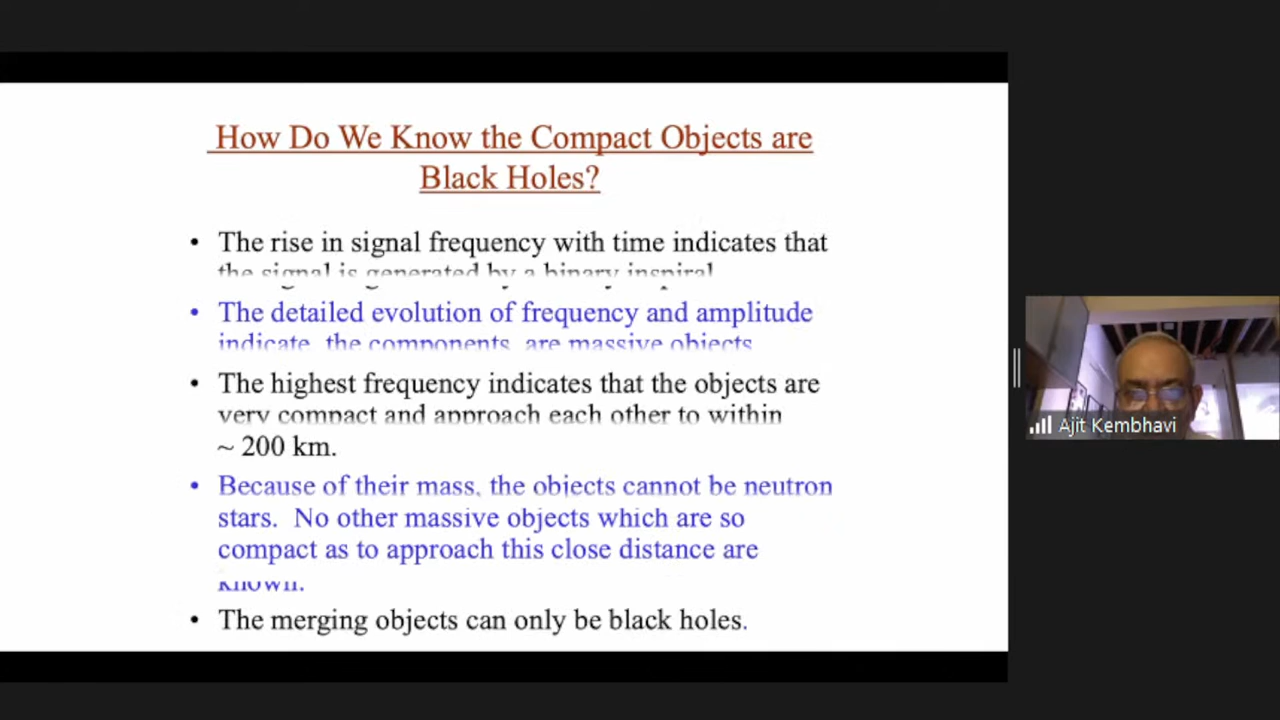 How Do We Know the Compact Objects are
Black Holes?
• The rise in signal frequency with time indicates that
the signal is generated by a binary inspiral
• The detailed evolution of frequency and amplitude
indicate the components are massive objects
• The highest frequency indicates that the objects are
very compact and approach each other to within
~ 200 km.
• Because of their mass, the objects cannot be neutron
stars. No other massive objects which are so
compact as to approach this close distance are
known.
• The merging objects can only be black holes.
Ajit Kembhavi